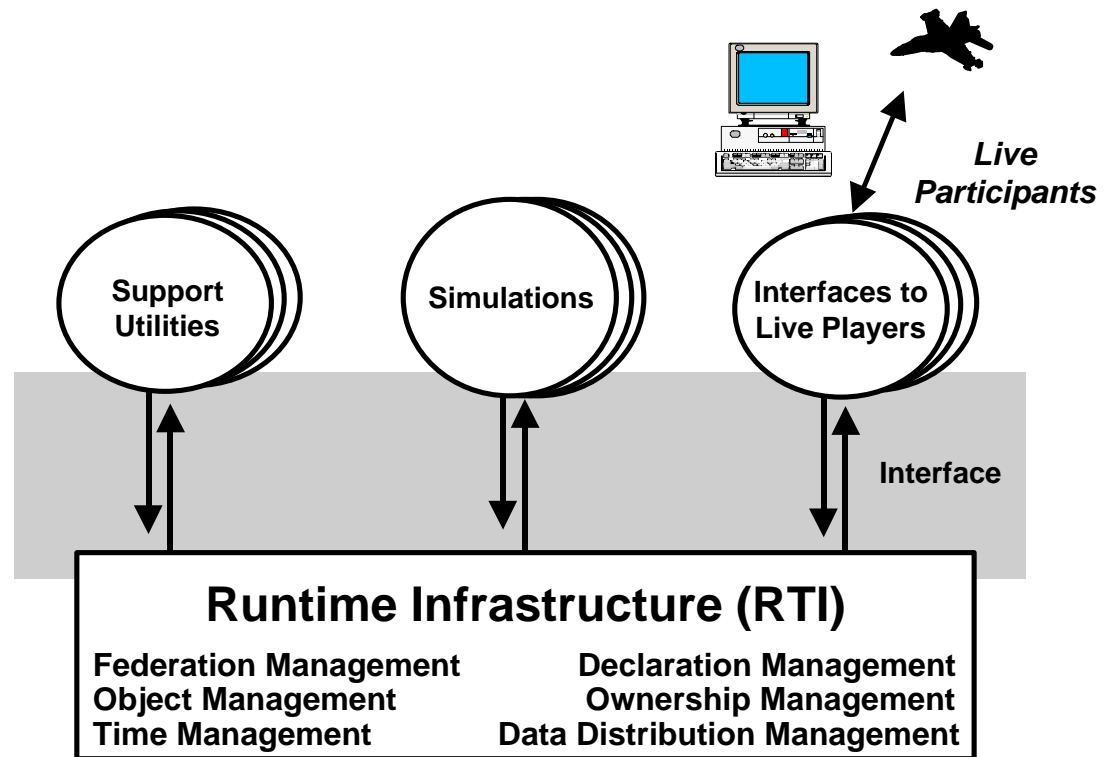 Live
Participants
Support
Utilities
Simulations
Interfaces to
Live Players
Interface
Runtime Infrastructure (RTI)
Federation Management
Declaration Management
Object Management
Ownership Management
Time Management
Data Distribution Management